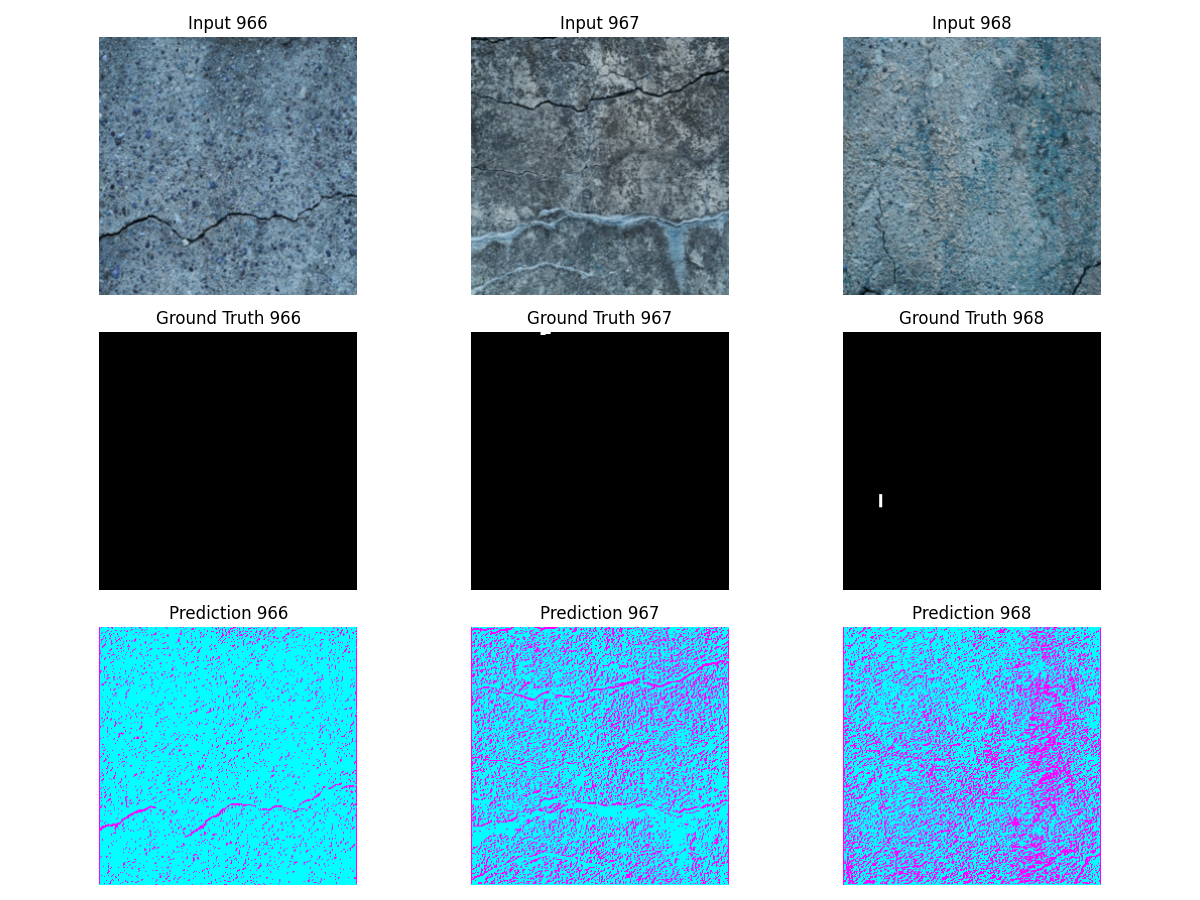 Input 966
Input 967
Input 968
Ground Truth 966
Ground Truth 967
Ground Truth 968
Prediction 966
Prediction 967
Prediction 968